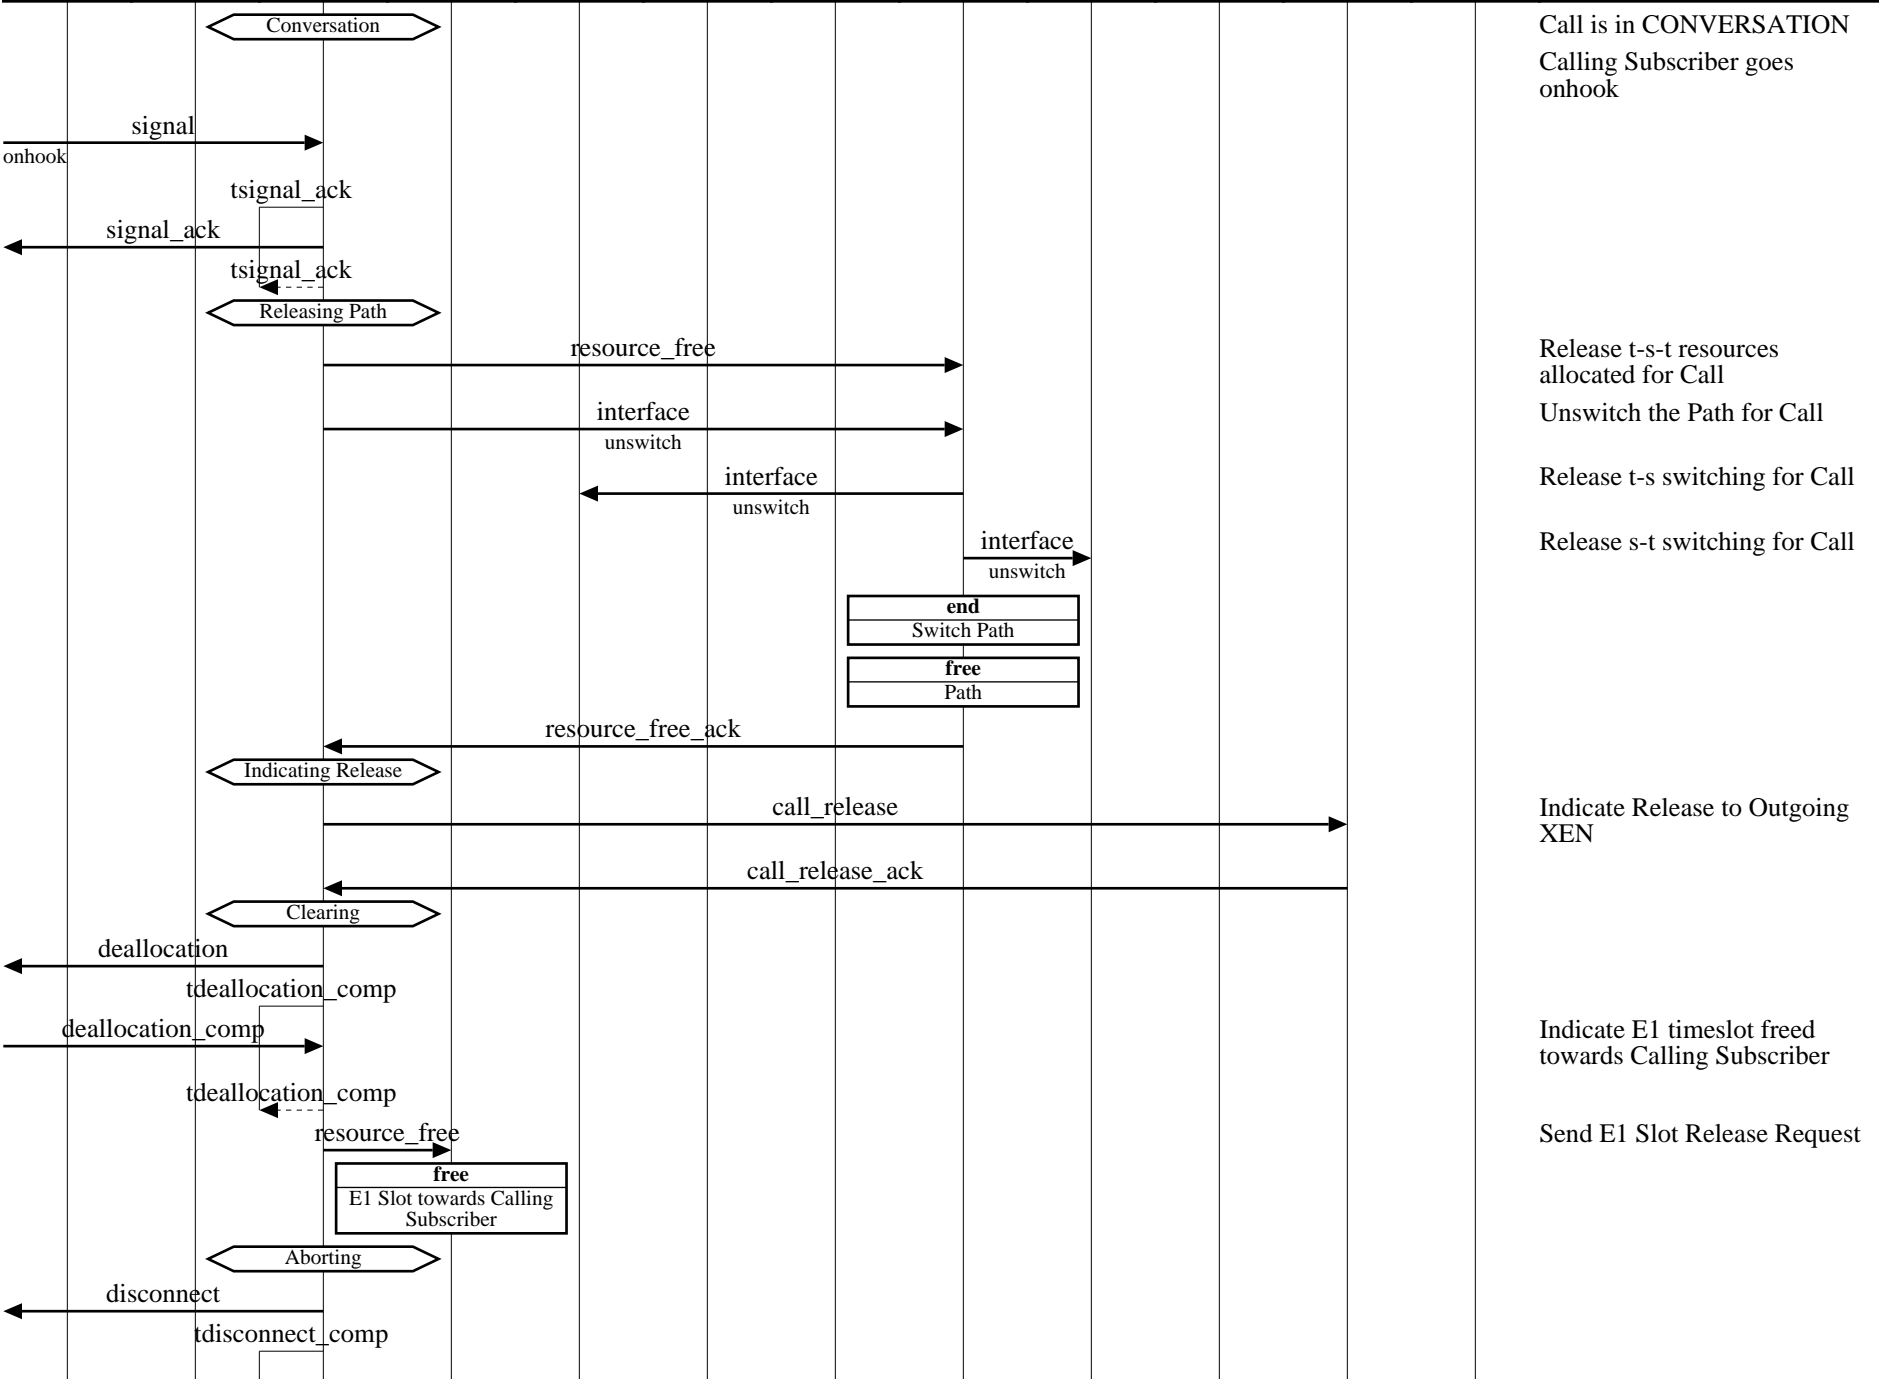 Conversation
Call is in CONVERSATION
Calling Subscriber goes
onhook
signal
onhook
tsignal_ack
signal_ack
tsignal_ack
Releasing Path
resource_free
Release t-s-t resources
allocated for Call
interface
Unswitch the Path for Call
unswitch
interface
Release t-s switching for Call
unswitch
interface
Release s-t switching for Call
unswitch
end
Switch Path
free
Path
resource_free_ack
Indicating Release
call_release
Indicate Release to Outgoing
XEN
call_release_ack
Clearing
deallocation
tdeallocation_comp
deallocation_comp
Indicate E1 timeslot freed
towards Calling Subscriber
tdeallocation_comp
resource_free
Send E1 Slot Release Request
free
E1 Slot towards Calling
Subscriber
Aborting
disconnect
tdisconnect_comp